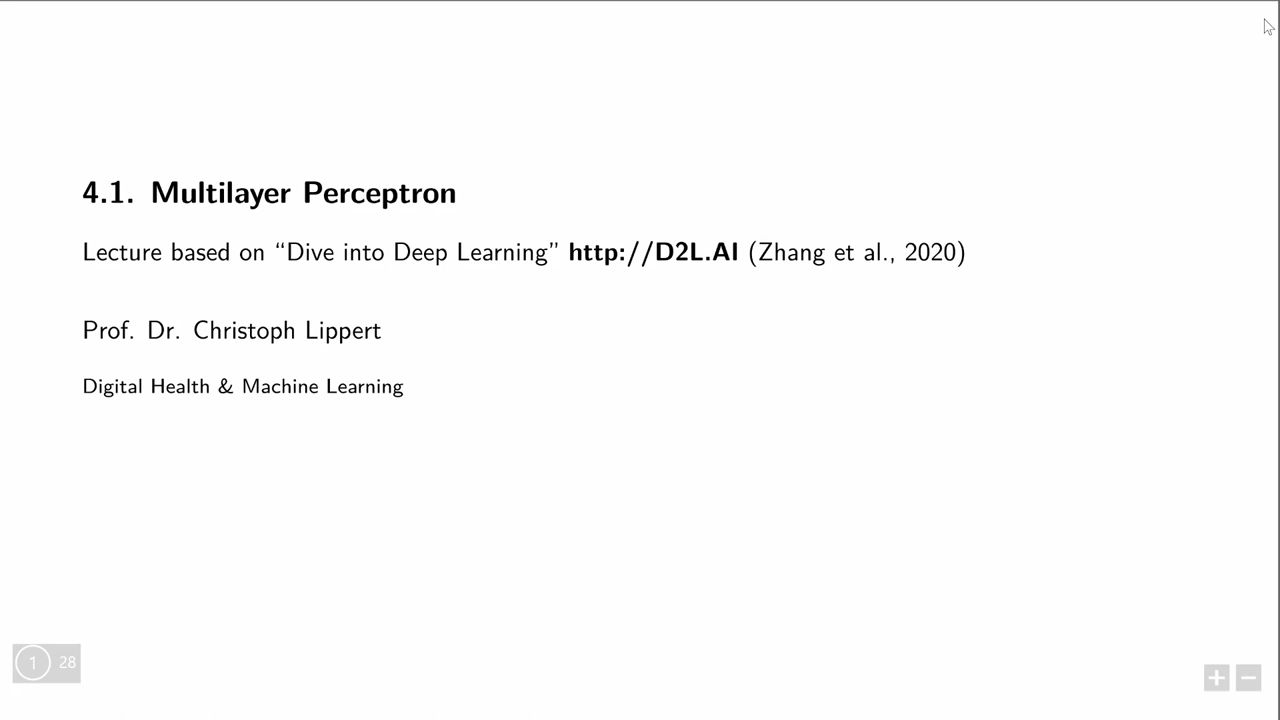 4.1. Multilayer Perceptron
Lecture based on “Dive into Deep Learning” http://D2L.AI (Zhang et al., 2020)
Prof. Dr. Christoph Lippert
Digital Health & Machine Learning
1 28